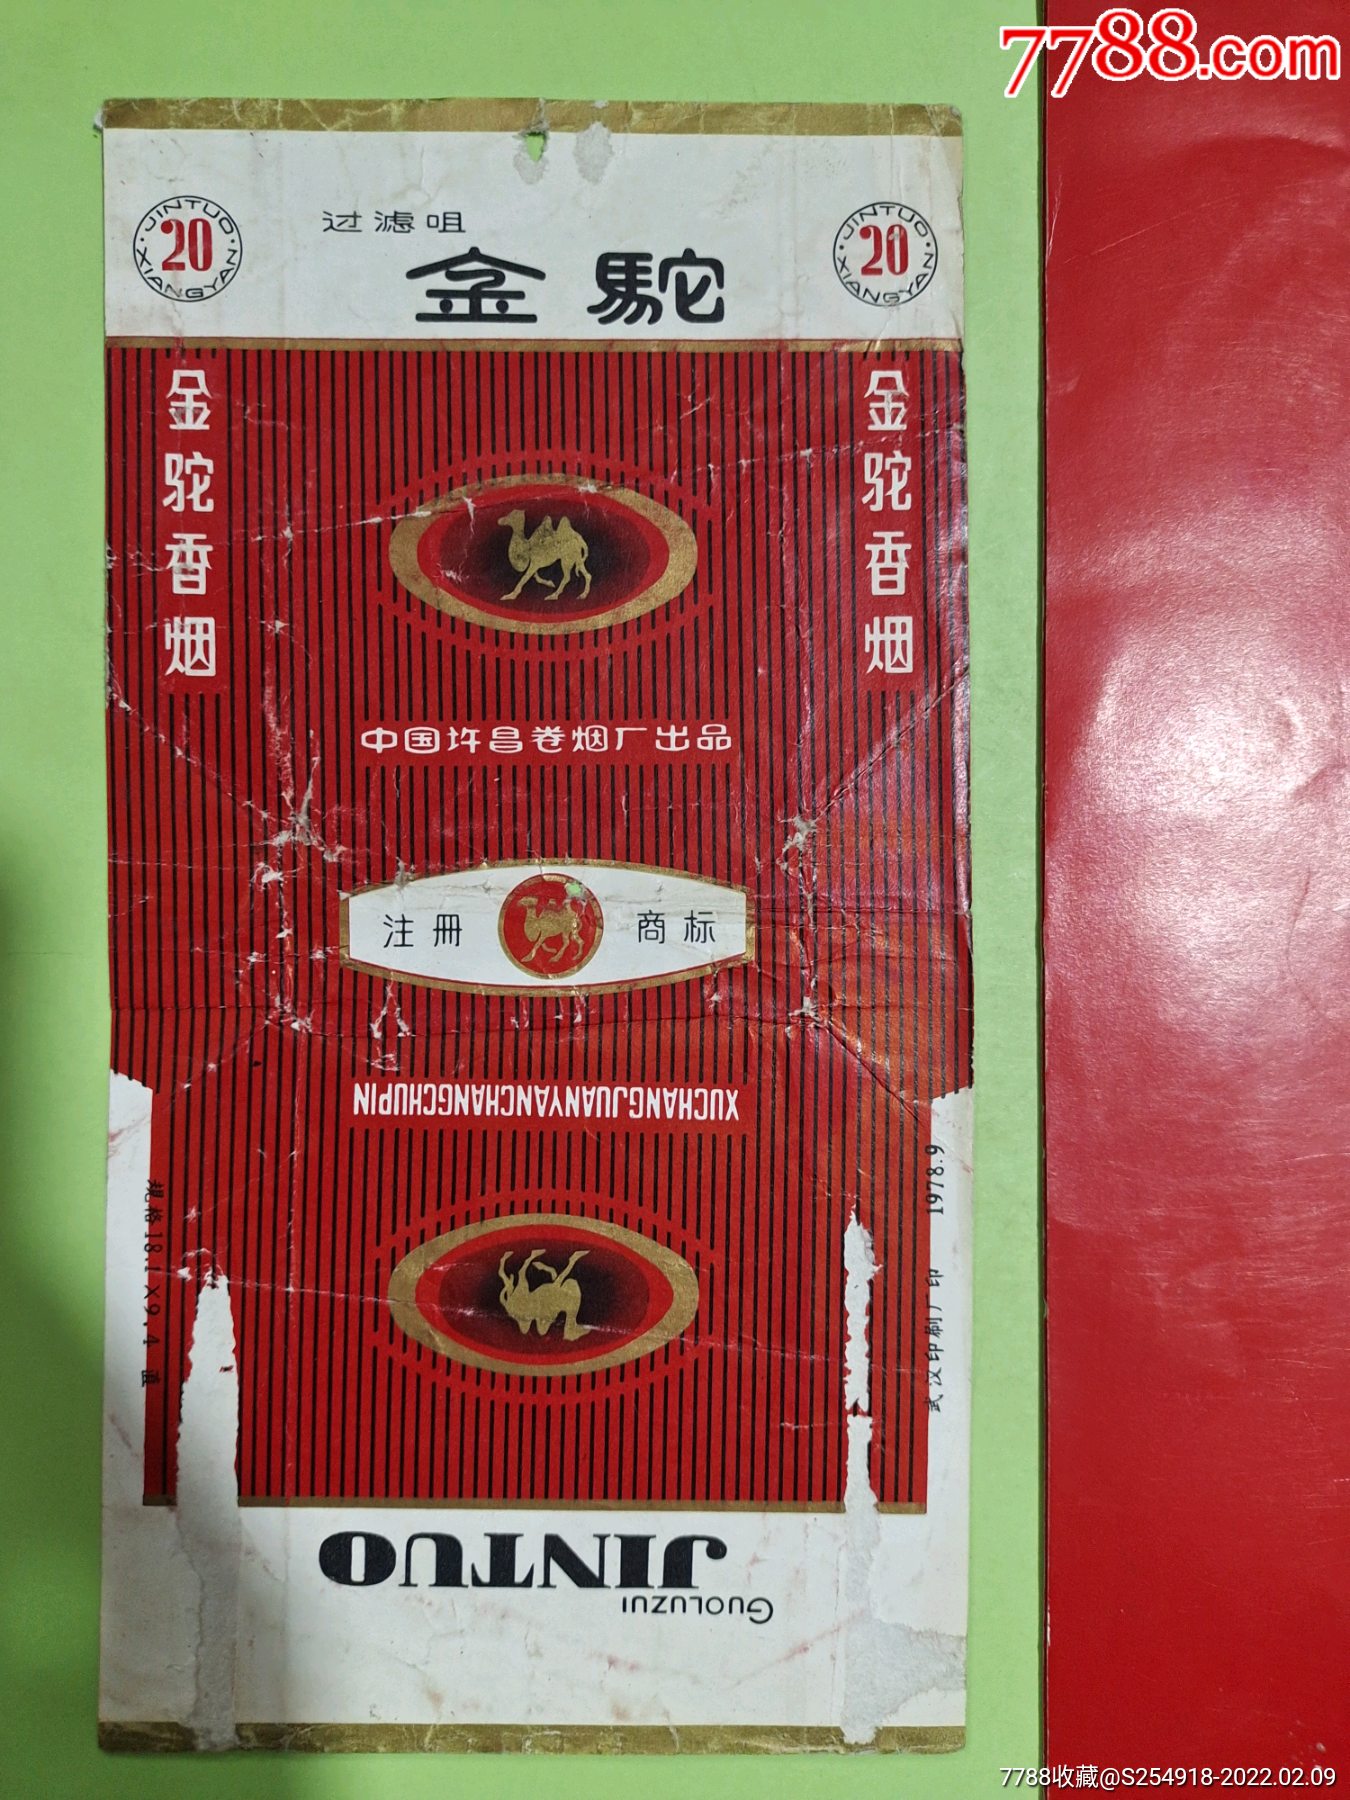 7788.com
JINTUO
20
XIANGYAN
过滤咀
金駝
JINTUO
20
XIANGYAN
金驼香烟
金驼香烟
中国许昌卷烟厂出品
注册 商标
XUCHANGJUANYANCHANGCHUPIN
规格18.1×9.4 直
武汉印刷厂印 1978.9
GUOLUZUI
JINTUO
7788收藏@S254918-2022.02.09